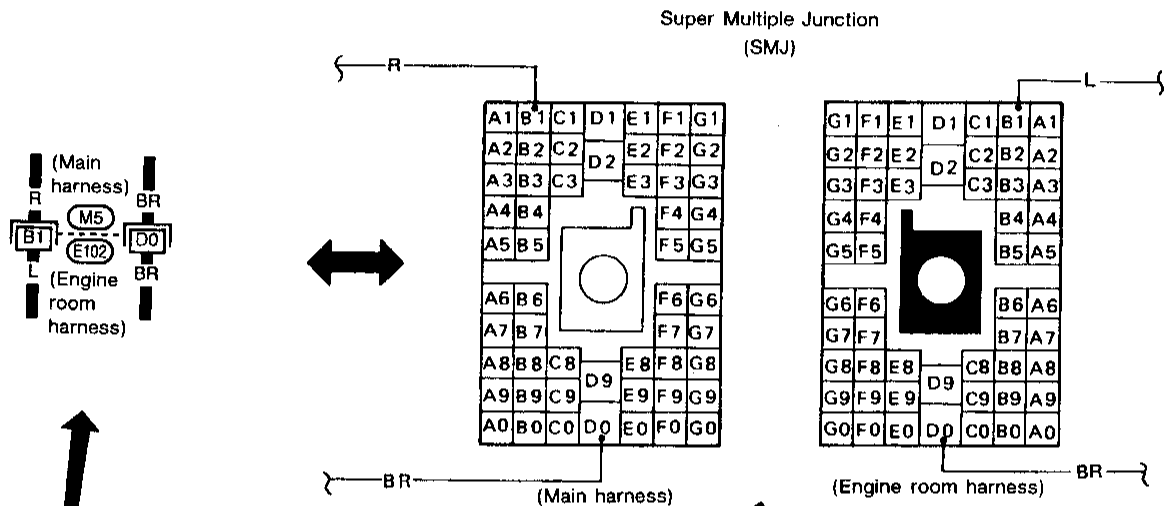 Super Multiple Junction
(SMJ)
R
L
(Main
harness)
R
BR
M5
B1
D0
E102
L
(Engine
room
harness)
BR
A1 B1 C1 D1 E1 F1 G1
A2 B2 C2 D2 E2 F2 G2
A3 B3 C3 E3 F3 G3
A4 B4 F4 G4
A5 B5 F5 G5
A6 B6 F6 G6
A7 B7 F7 G7
A8 B8 C8 D9 E8 F8 G8
A9 B9 C9 E9 F9 G9
A0 B0 C0 D0 E0 F0 G0
BR
(Main harness)
G1 F1 E1 D1 C1 B1 A1
G2 F2 E2 D2 C2 B2 A2
G3 F3 E3 C3 B3 A3
G4 F4 B4 A4
G5 F5 B5 A5
G6 F6 B6 A6
G7 F7 B7 A7
G8 F8 E8 D9 C8 B8 A8
G9 F9 E9 C9 B9 A9
G0 F0 E0 D0 C0 B0 A0
BR
(Engine room harness)